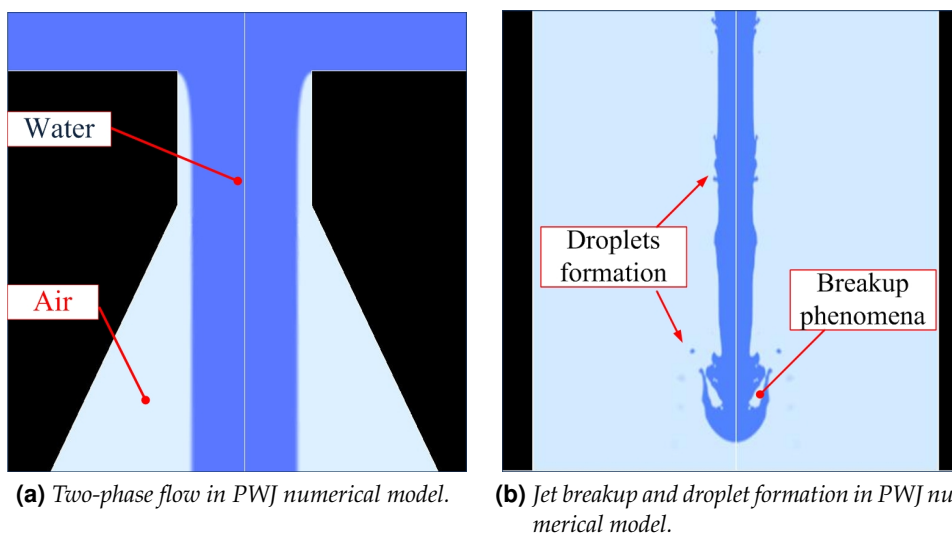 Water
Air
(a) Two-phase flow in PWJ numerical model.
Droplets
formation
Breakup
phenomena
(b) Jet breakup and droplet formation in PWJ nu
merical model.